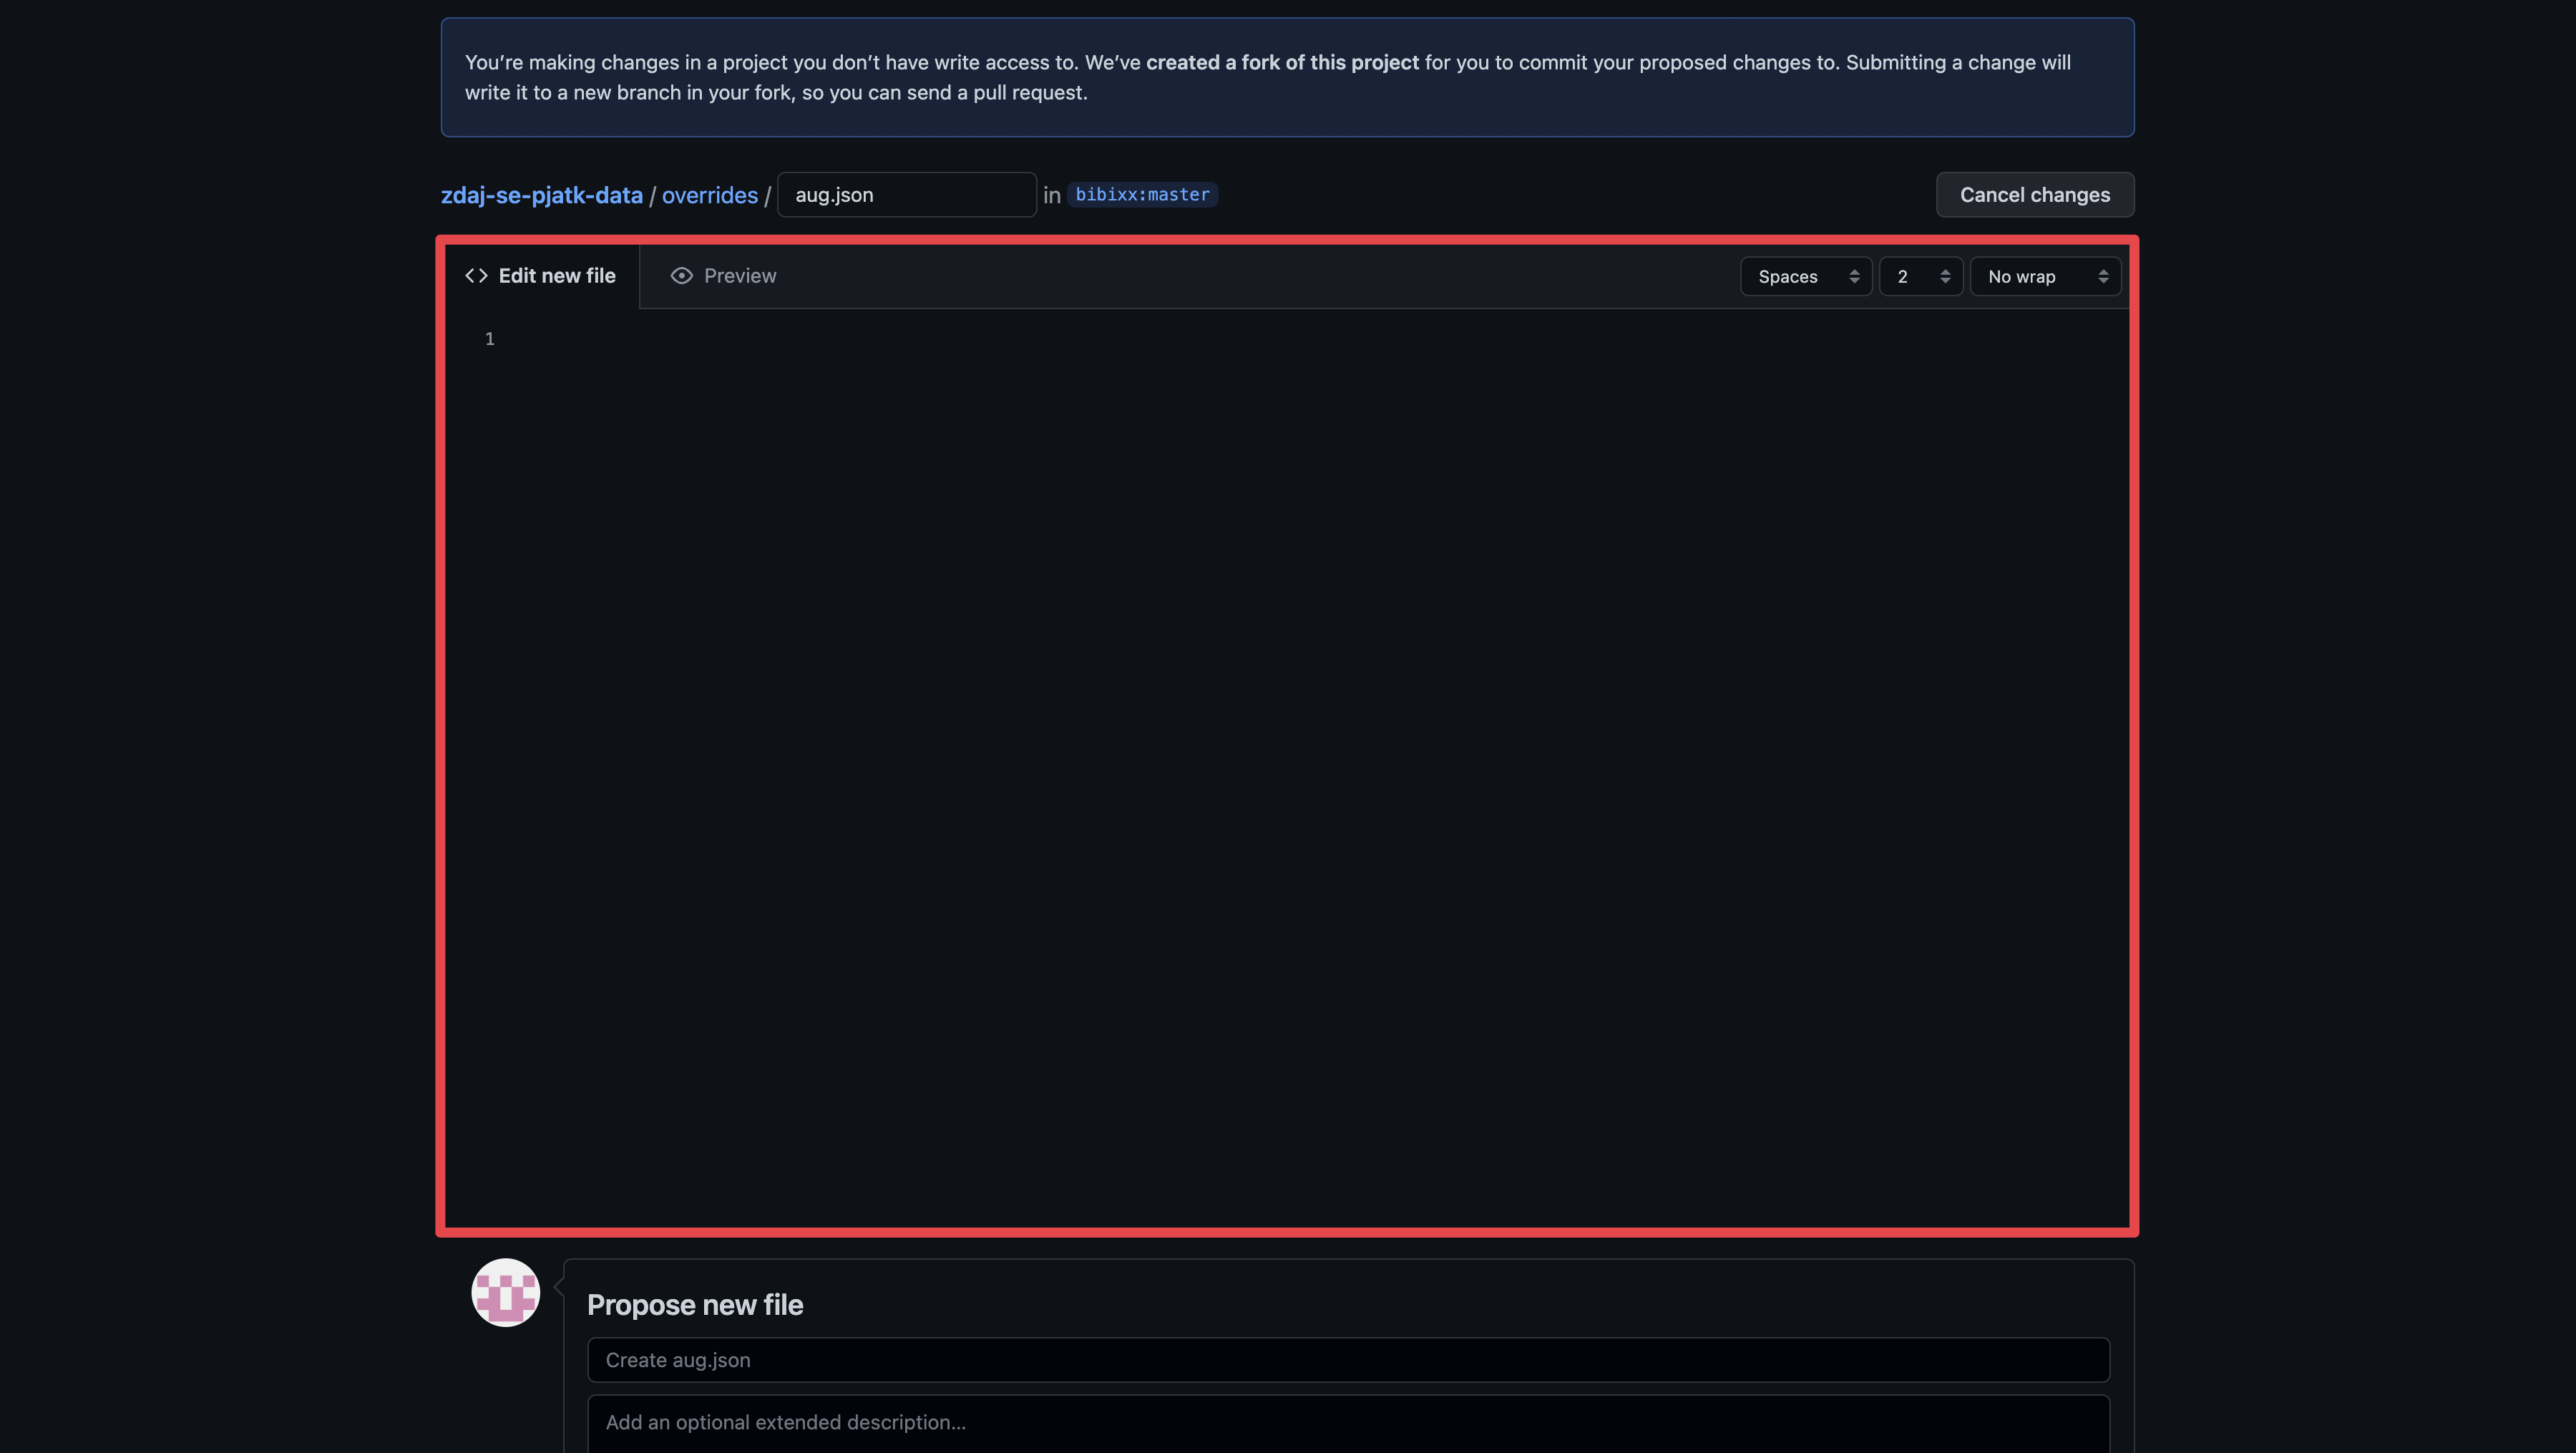 You’re making changes in a project you don’t have write access to. We’ve created a fork of this project for you to commit your proposed changes to. Submitting a change will
write it to a new branch in your fork, so you can send a pull request.
zdaj-se-pjatk-data / overrides / aug.json in bibixx:master Cancel changes
Edit new file Preview Spaces 2 No wrap
1
Propose new file
Create aug.json
Add an optional extended description…